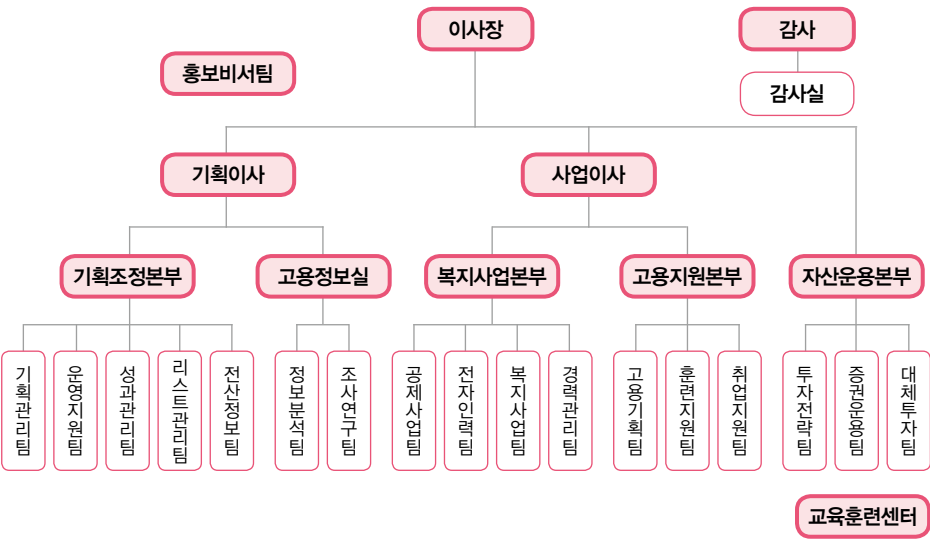 이사장
감사
홍보비서팀
감사실
기획이사
사업이사
기획조정본부
고용정보실
복지사업본부
고용지원본부
자산운용본부
기획관리팀
운영지원팀
성과관리팀
리스트관리팀
전산정보팀
정보분석팀
조사연구팀
공제사업팀
전자인력팀
복지사업팀
경력관리팀
고용기획팀
훈련지원팀
취업지원팀
투자전략팀
증권운용팀
대체투자팀
교육훈련센터